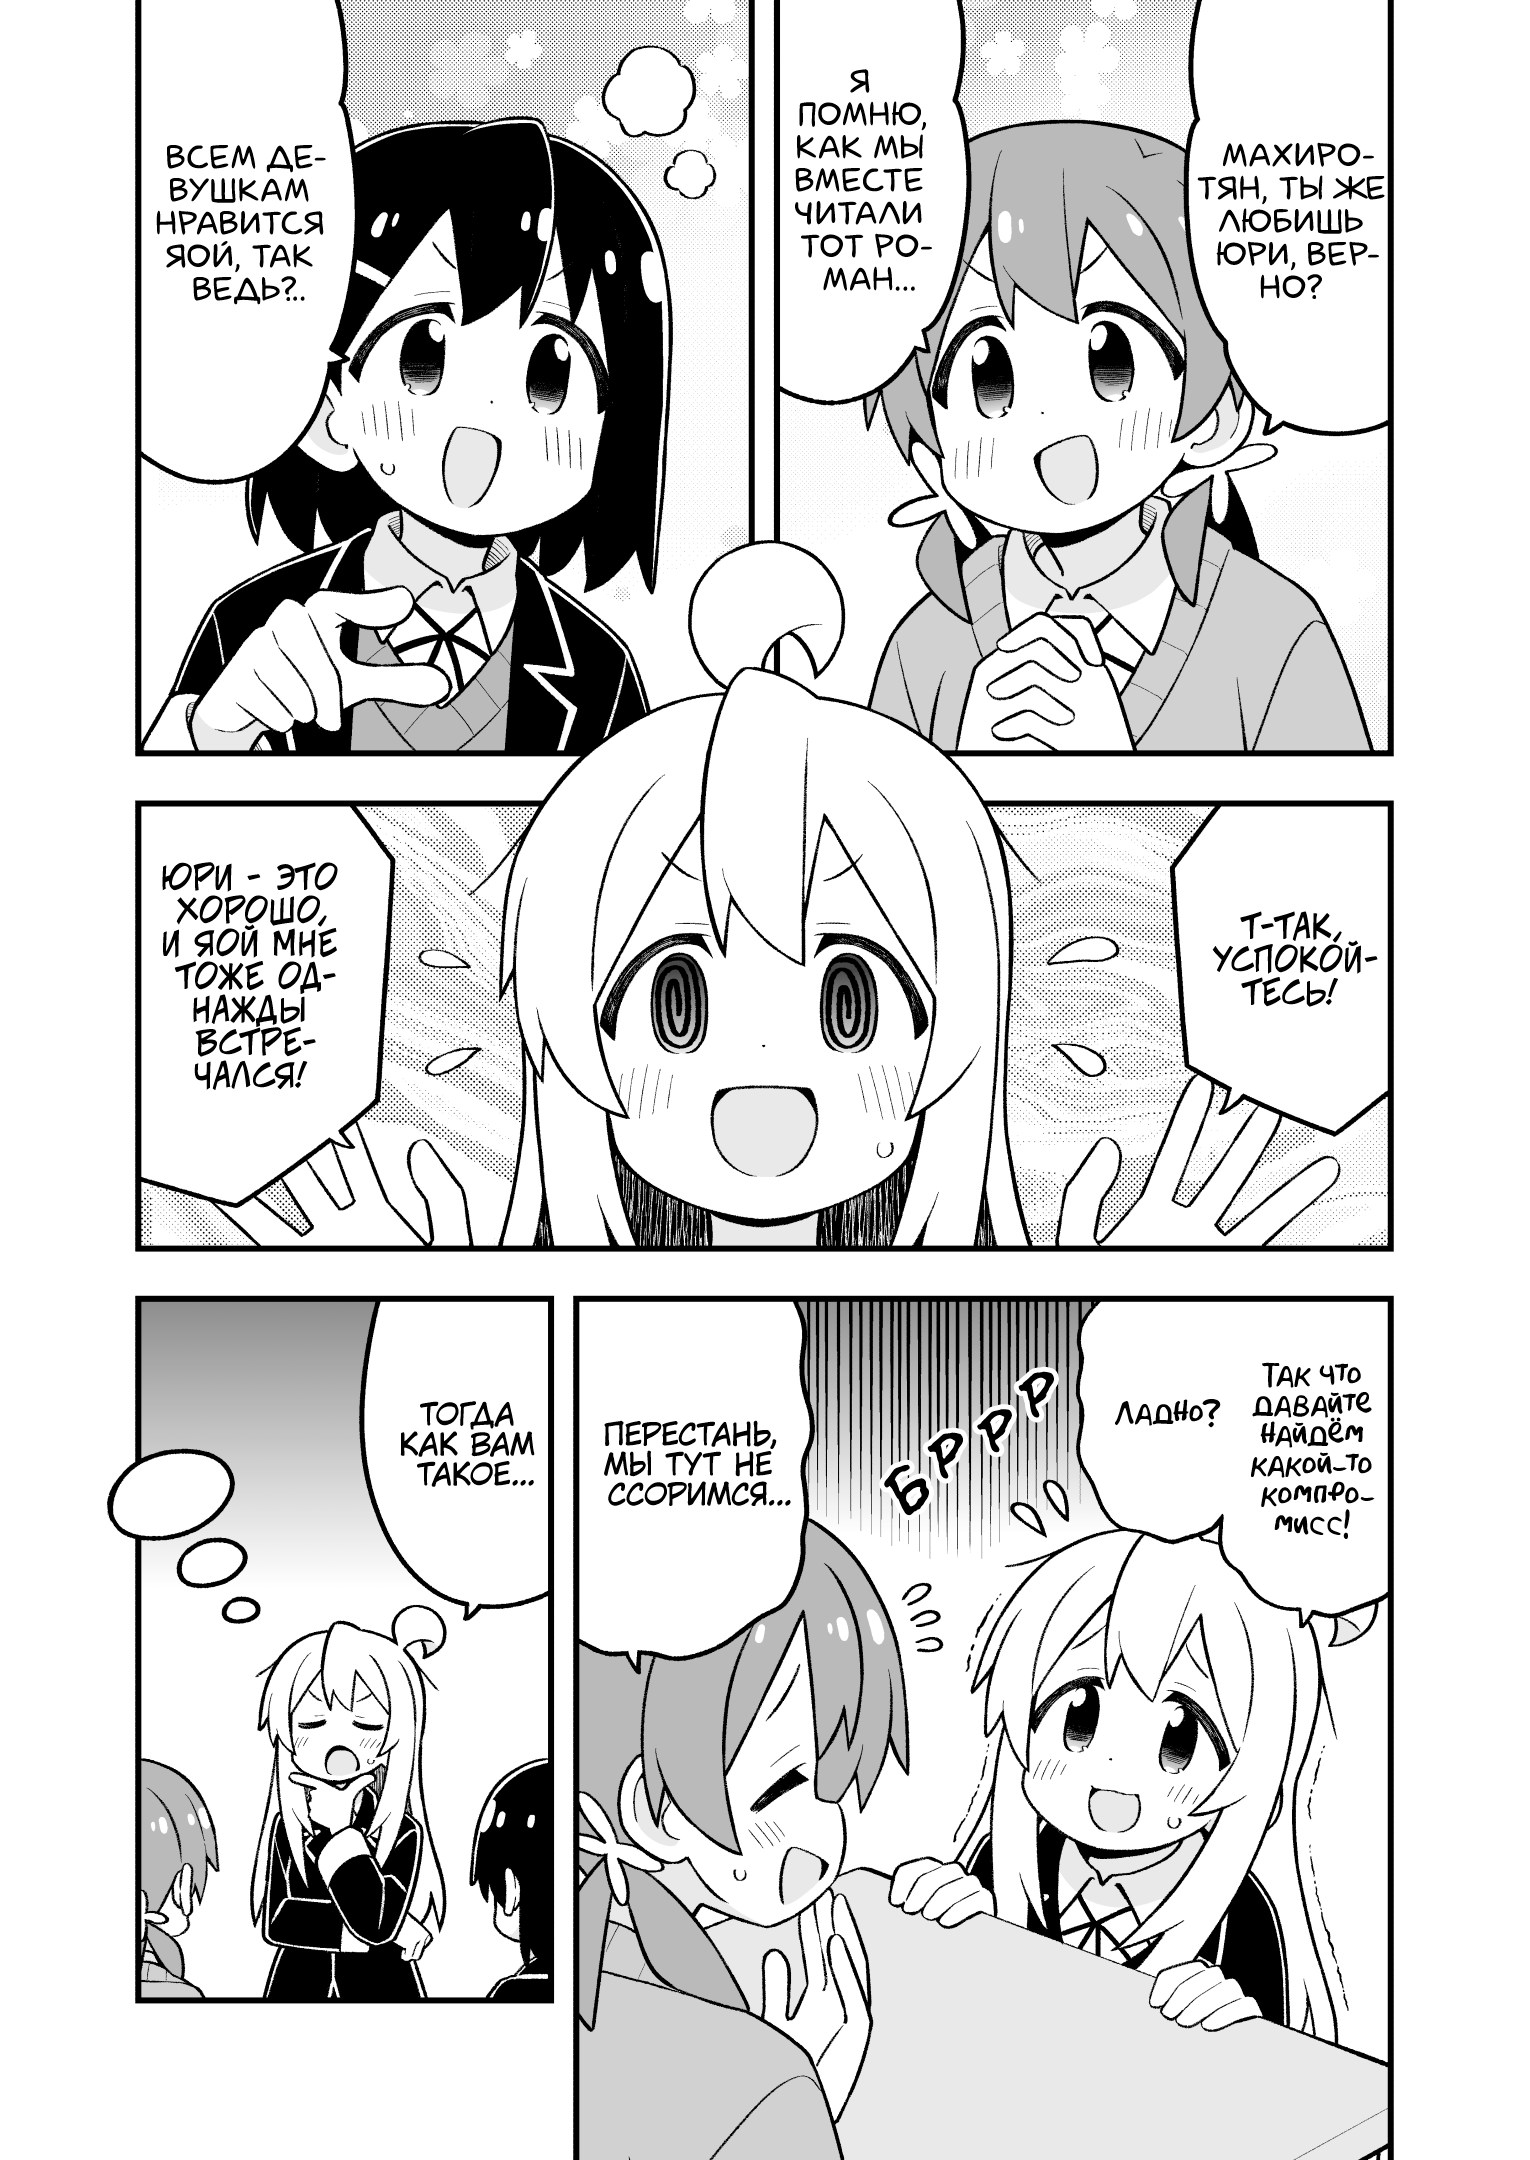 МАХИРО-
ТЯН, ТЫ ЖЕ
ЛЮБИШЬ
ЮРИ, ВЕР-
НО?
Я
ПОМНЮ,
КАК МЫ
ВМЕСТЕ
ЧИТАЛИ
ТОТ РО-
МАН...
ВСЕМ ДЕ-
ВУШКАМ
НРАВИТСЯ
ЯОЙ, ТАК
ВЕДЬ?..
Т-ТАК,
УСПОКОЙ-
ТЕСЬ!
ЮРИ - ЭТО
ХОРОШО,
И ЯОЙ МНЕ
ТОЖЕ ОД-
НАЖДЫ
ВСТРЕ-
ЧАЛСЯ!
ТАК ЧТО
ДАВАЙТЕ
НАЙДЁМ
КАКОЙ-ТО
КОМПРО-
МИСС!
ЛАДНО?
БРРР
ПЕРЕСТАНЬ,
МЫ ТУТ НЕ
ССОРИМСЯ...
ТОГДА
КАК ВАМ
ТАКОЕ...